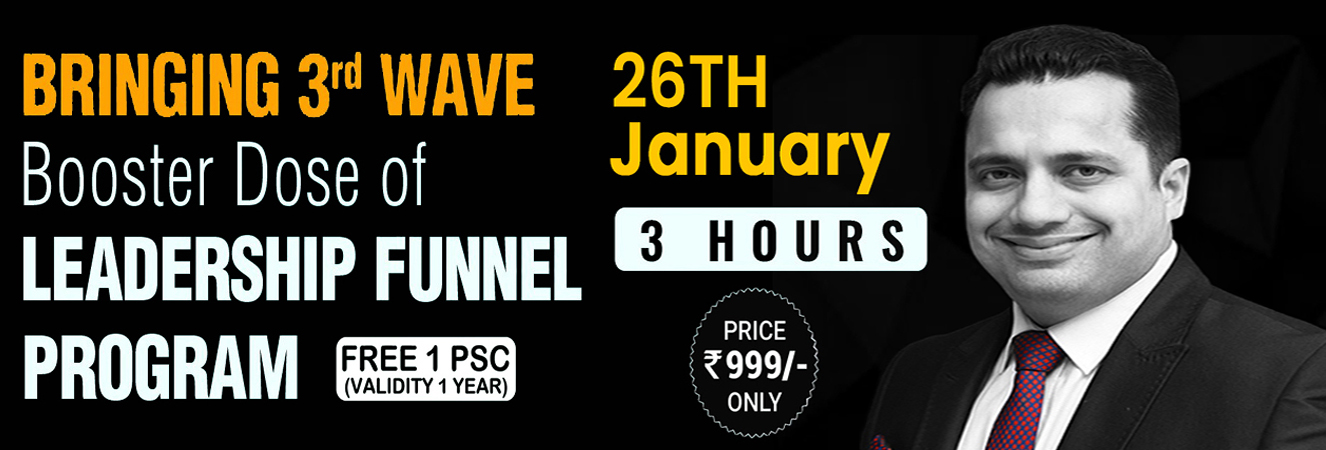 BRINGING 3rd WAVE
Booster Dose of
LEADERSHIP FUNNEL
PROGRAM
FREE 1 PSC
(VALIDITY 1 YEAR)
26TH
January
3 HOURS
PRICE
₹999/-
ONLY